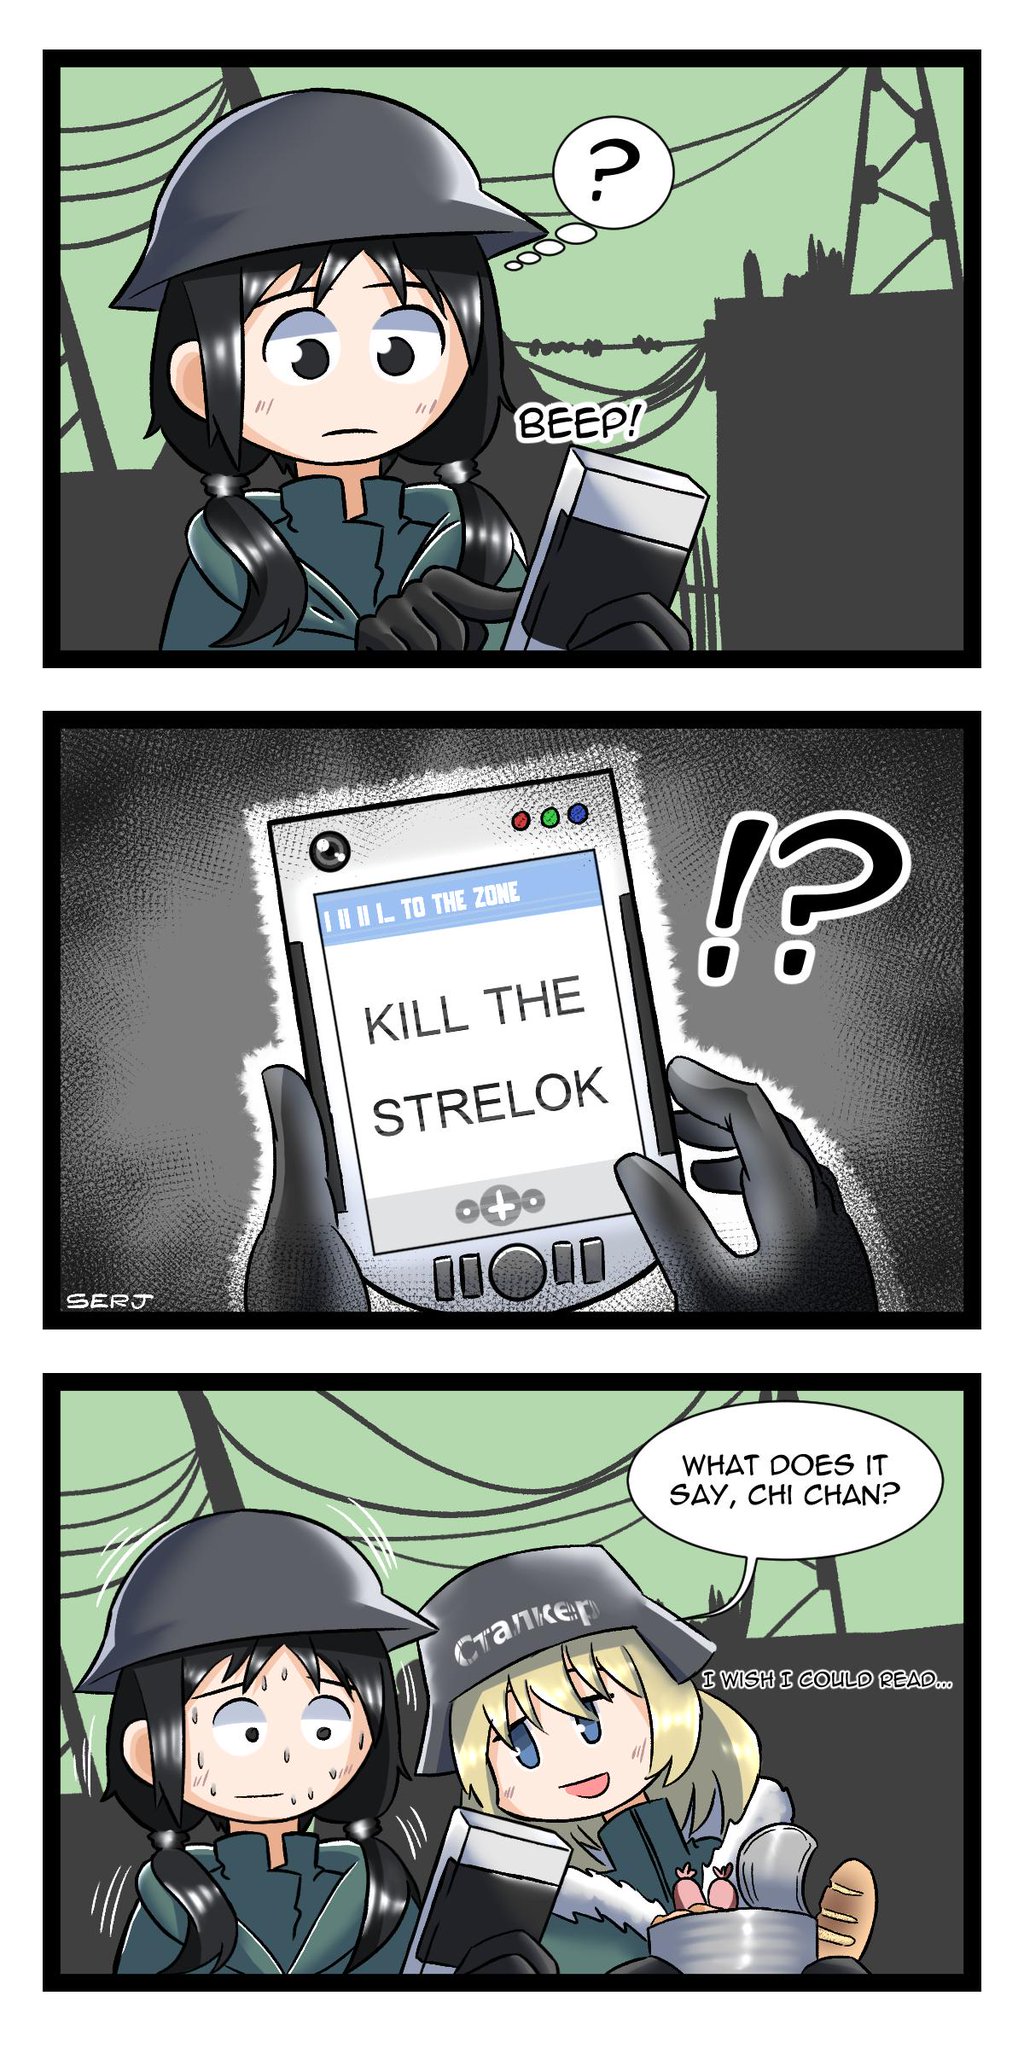 ?
BEEP!
!?
TO THE ZONE
KILL THE
STRELOK
SERJ
WHAT DOES IT
SAY, CHI CHAN?
Сталкер
I WISH I COULD READ...